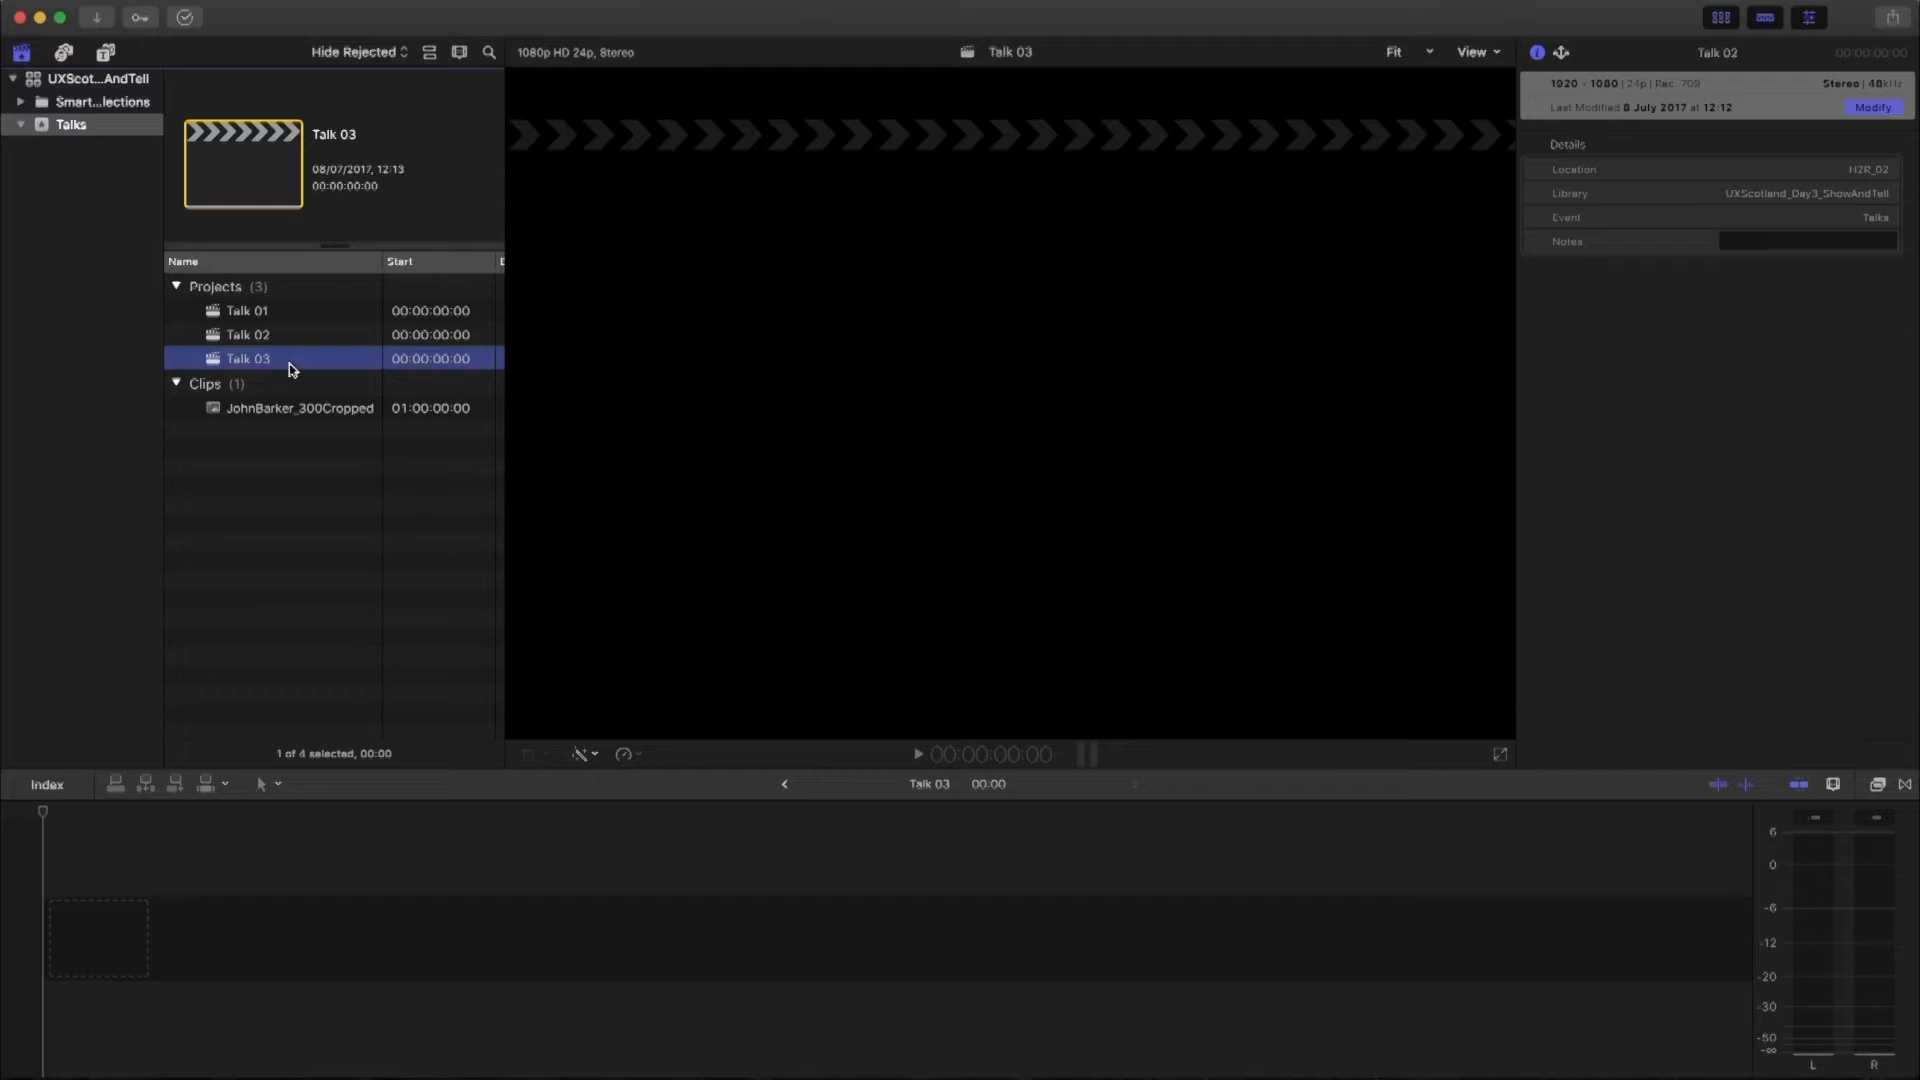 Hide Rejected
1080p HD 24p, Stereo
Talk 03
Fit
View
Talk 02
00:00:00:00
UXScot...AndTell
Smart...lections
Talks
Talk 03
08/07/2017, 12:13
00:00:00:00
1920 × 1080 | 24p | Rec. 709
Stereo | 48kHz
Last Modified 8 July 2017 at 12:12
Modify
Details
Location
H2R_02
Library
UXScotland_Day3_ShowAndTell
Event
Talks
Notes
Name
Start
Projects (3)
Talk 01
00:00:00:00
Talk 02
00:00:00:00
Talk 03
00:00:00:00
Clips (1)
JohnBarker_300Cropped
01:00:00:00
1 of 4 selected, 00:00
00:00:00:00
Index
Talk 03
00:00
6
0
-6
-12
-20
-30
-50
-∞
L
R